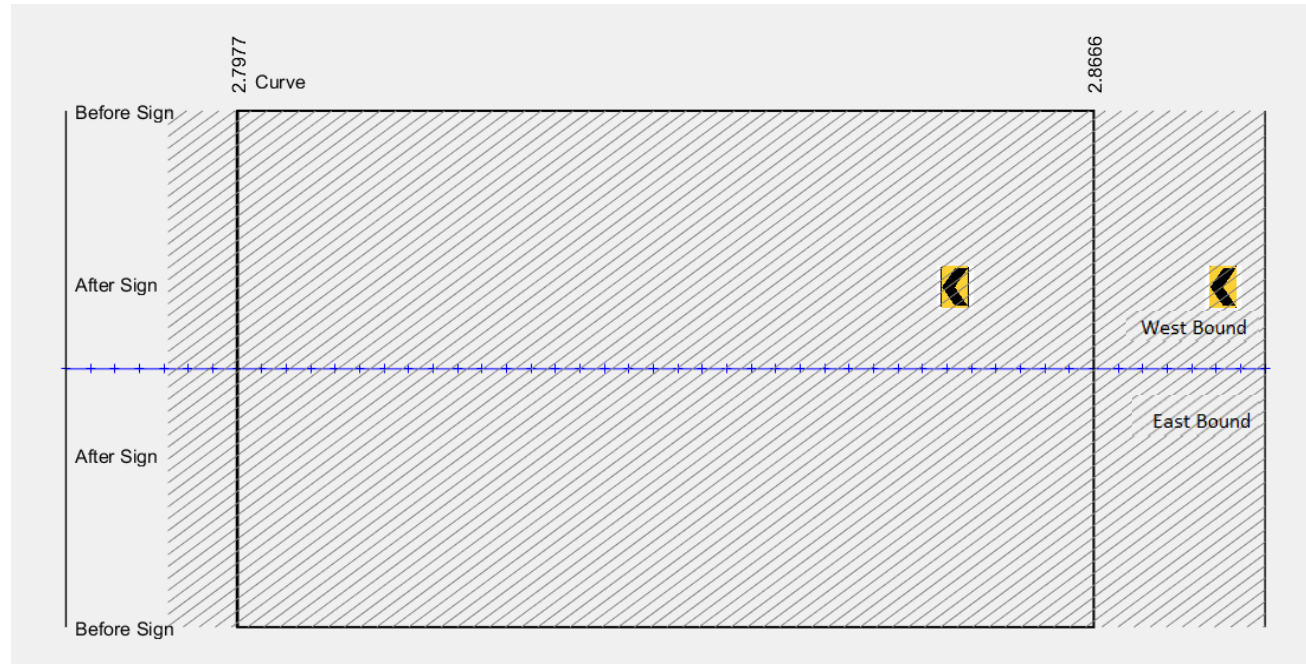 2.7977
Curve
2.8666
Before Sign
After Sign
West Bound
East Bound
After Sign
Before Sign